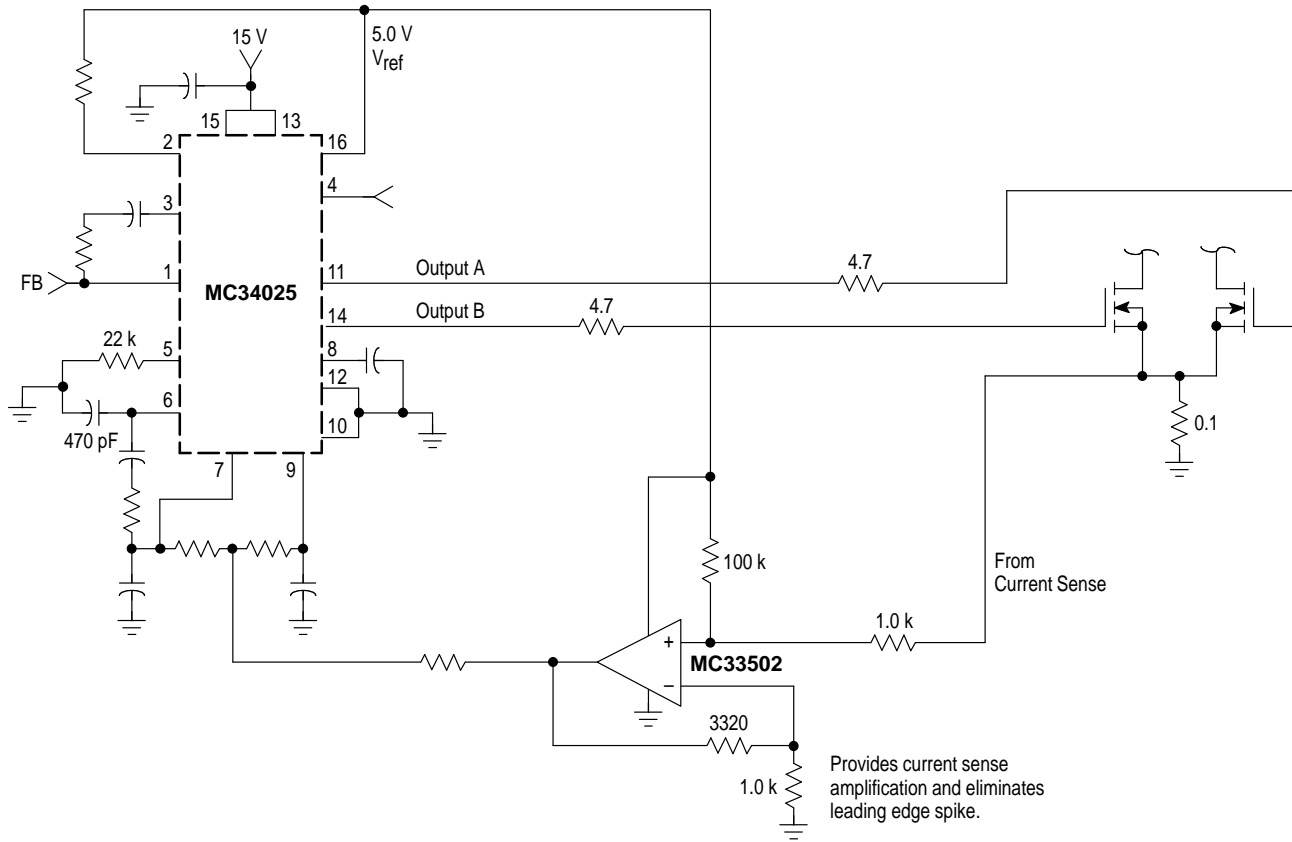 15 V
5.0 V
Vref
15
13
2
16
4
3
FB
1
MC34025
11
Output A
4.7
14
Output B
4.7
22 k
5
8
12
6
10
470 pF
7
9
0.1
100 k
From
Current Sense
1.0 k
+
MC33502
−
3320
1.0 k
Provides current sense
amplification and eliminates
leading edge spike.